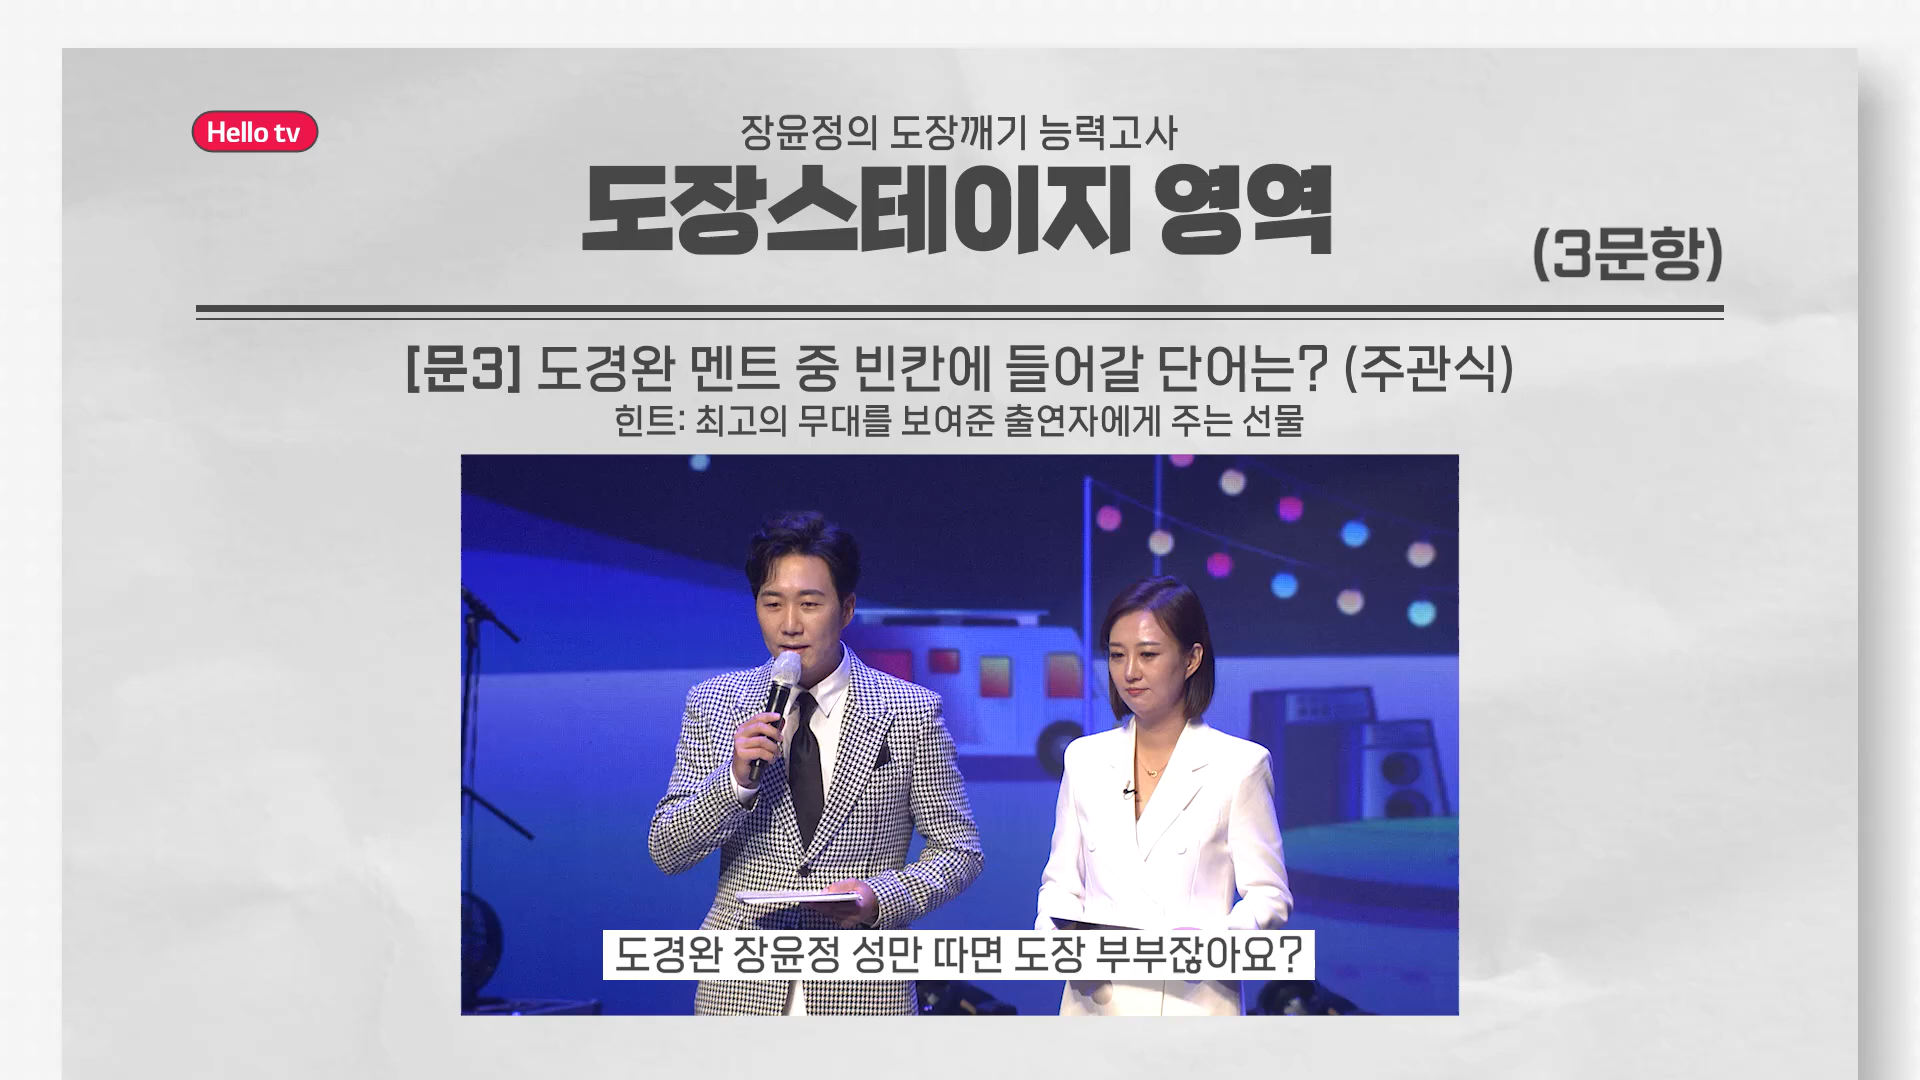 Hello tv
장윤정의 도장깨기 능력고사
도장스테이지 영역
(3문항)
[문3] 도경완 멘트 중 빈칸에 들어갈 단어는? (주관식)
힌트: 최고의 무대를 보여준 출연자에게 주는 선물
도경완 장윤정 성만 따면 도장 부부잖아요?